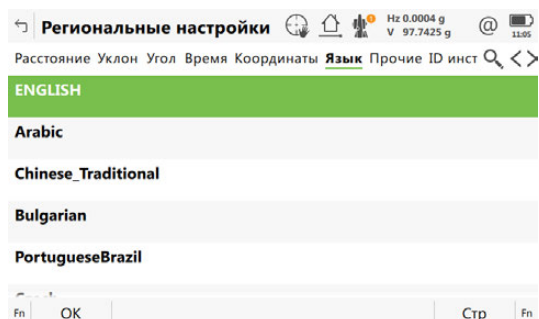 Региональные настройки Hz 0.0004 g
V 97.7425 g @ 11:05
Расстояние Уклон Угол Время Координаты Язык Прочие ID инст
ENGLISH
Arabic
Chinese_Traditional
Bulgarian
PortugueseBrazil
Fn OK Стр Fn